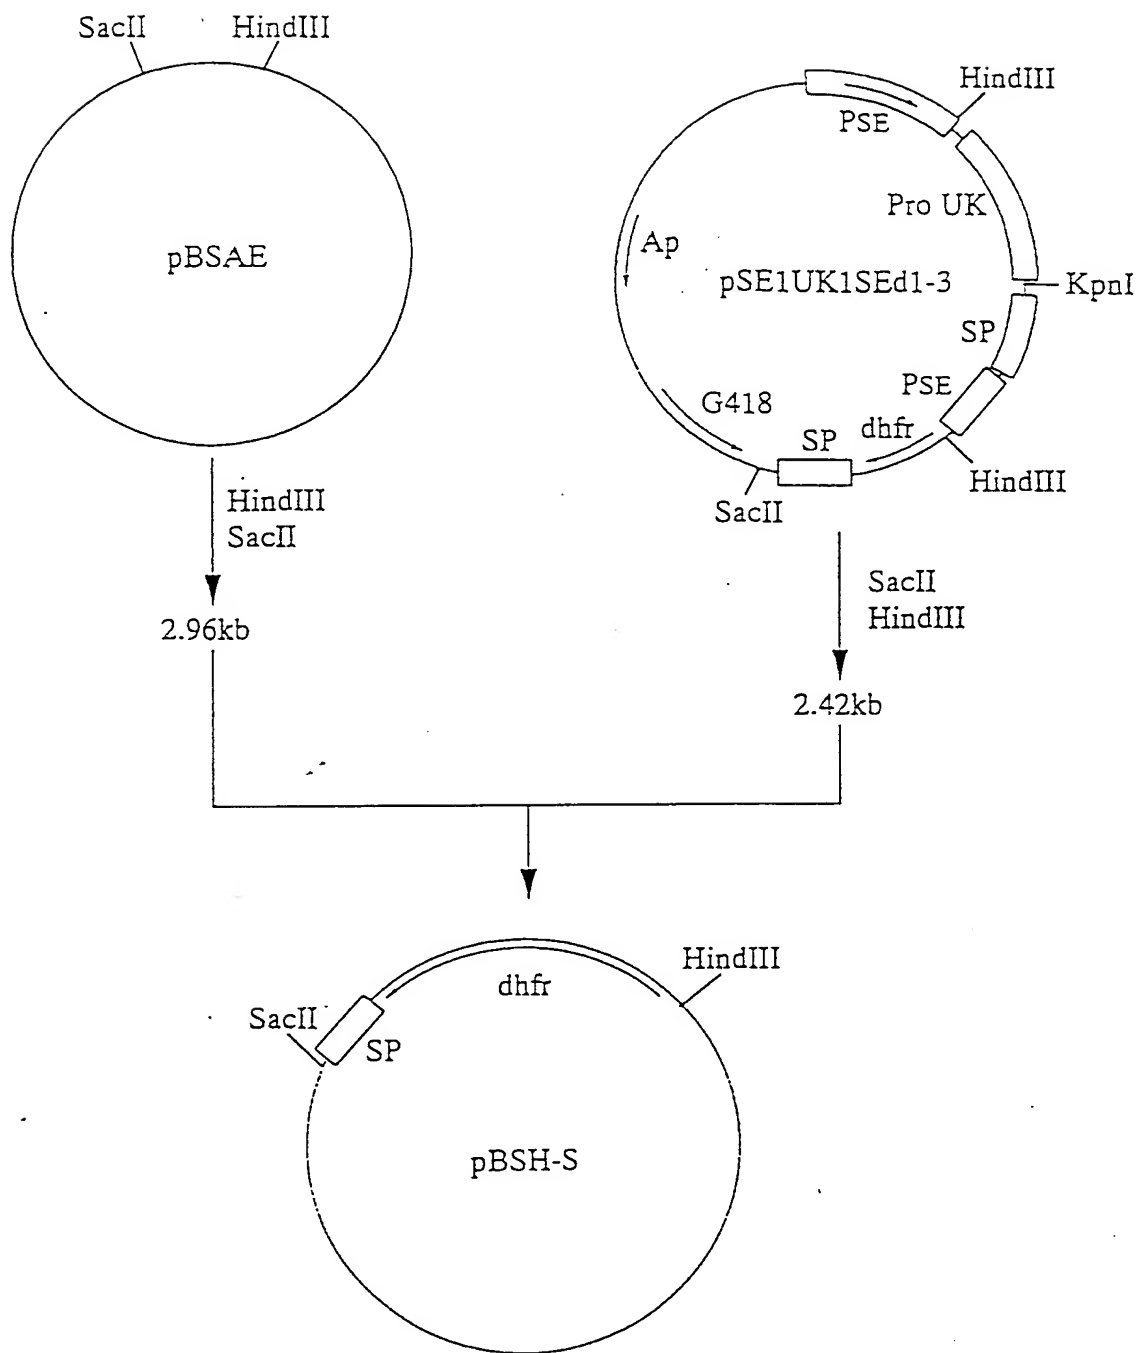 SacII
HindIII
pBSAE
HindIII
SacII
2.96kb
HindIII
PSE
Pro UK
Ap
pSE1UK1SEd1-3
KpnI
SP
PSE
G418
SP
dhfr
HindIII
SacII
SacII
HindIII
2.42kb
HindIII
dhfr
SacII
SP
pBSH-S